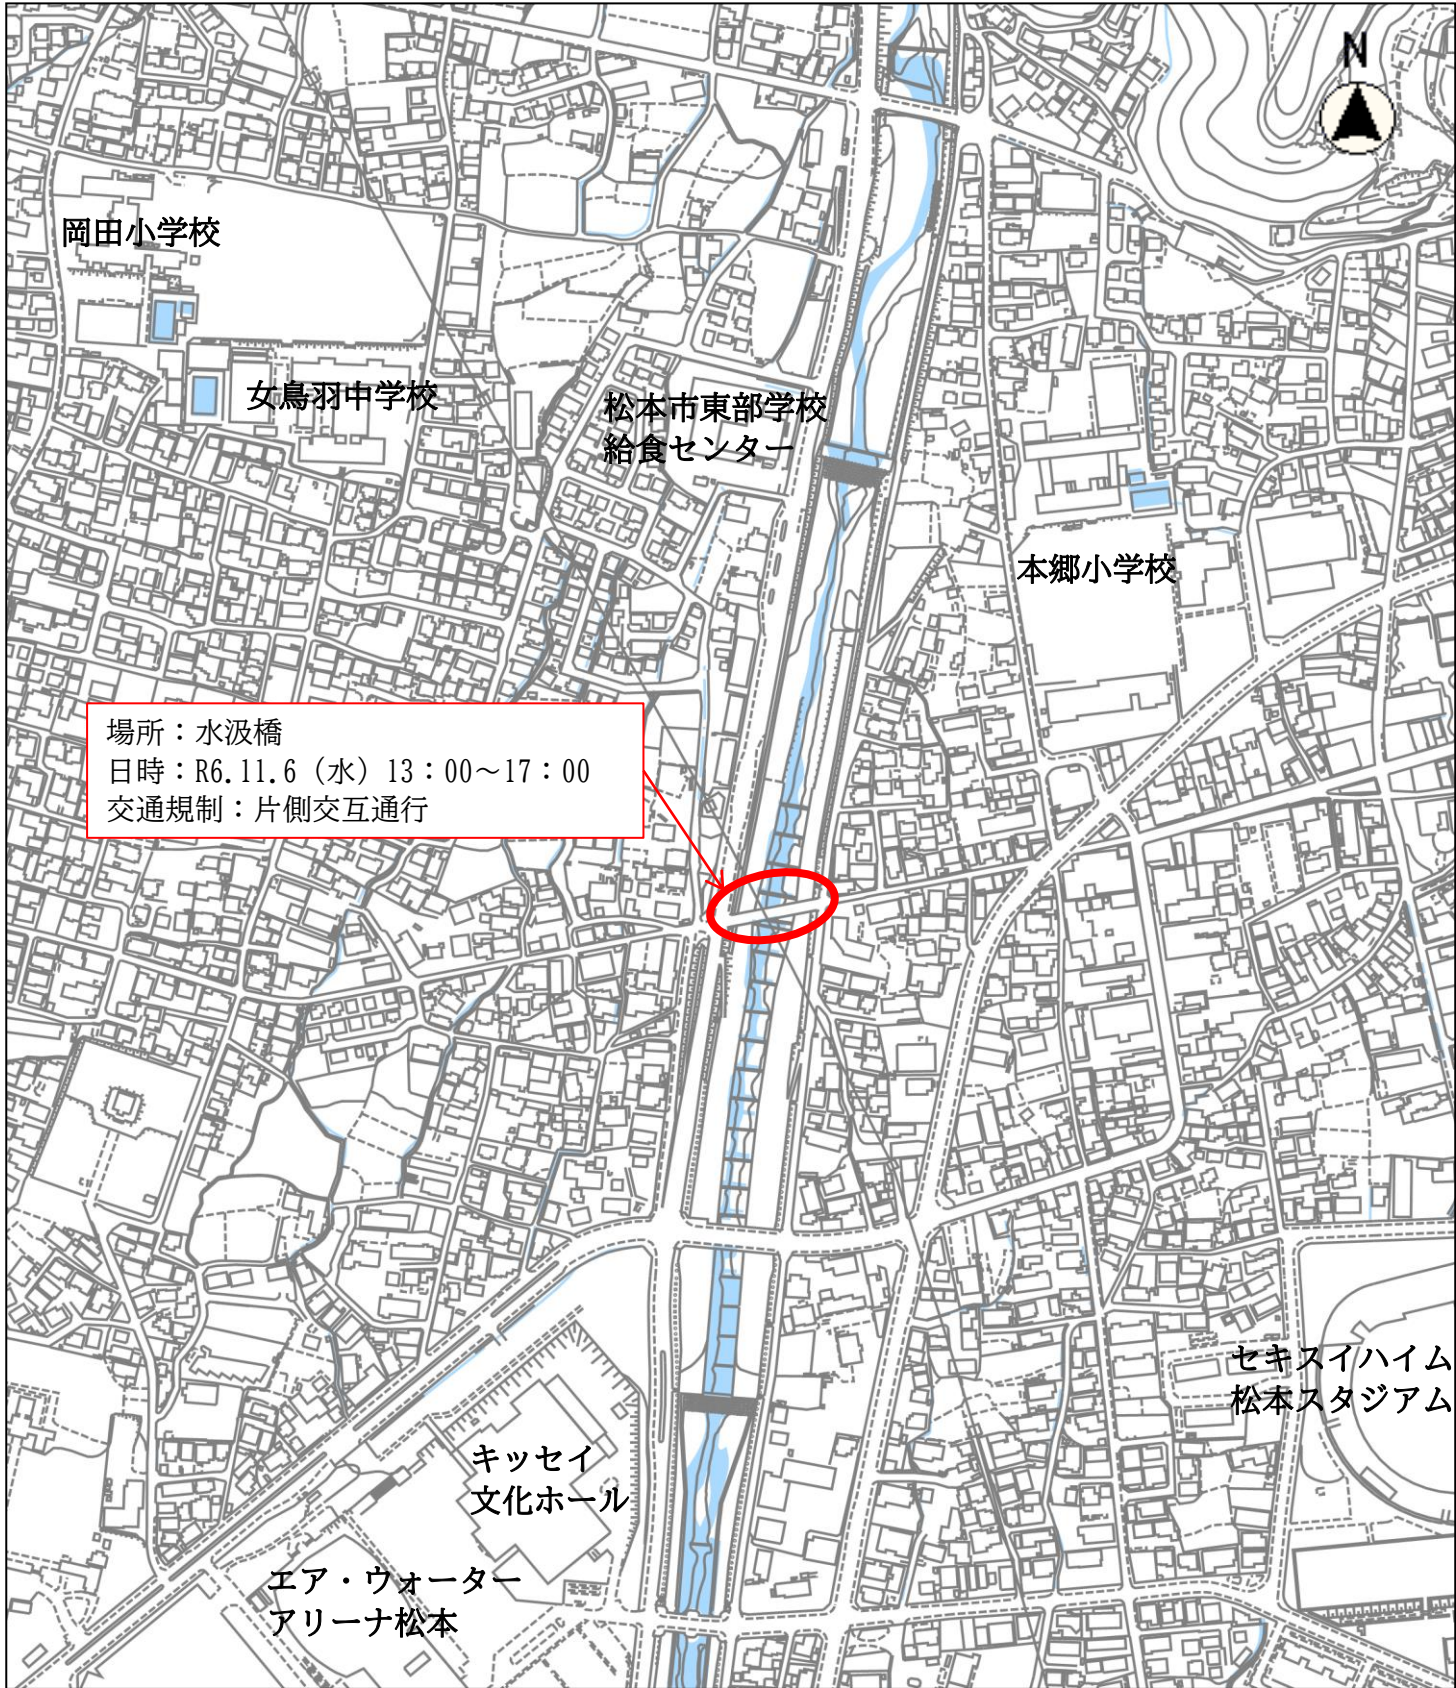 N
岡田小学校
女鳥羽中学校
松本市東部学校
給食センター
本郷小学校
場所：水汲橋
日時：R6.11.6（水）13：00～17：00
交通規制：片側交互通行
セキスイハイム
松本スタジアム
キッセイ
文化ホール
エア・ウォーター
アリーナ松本